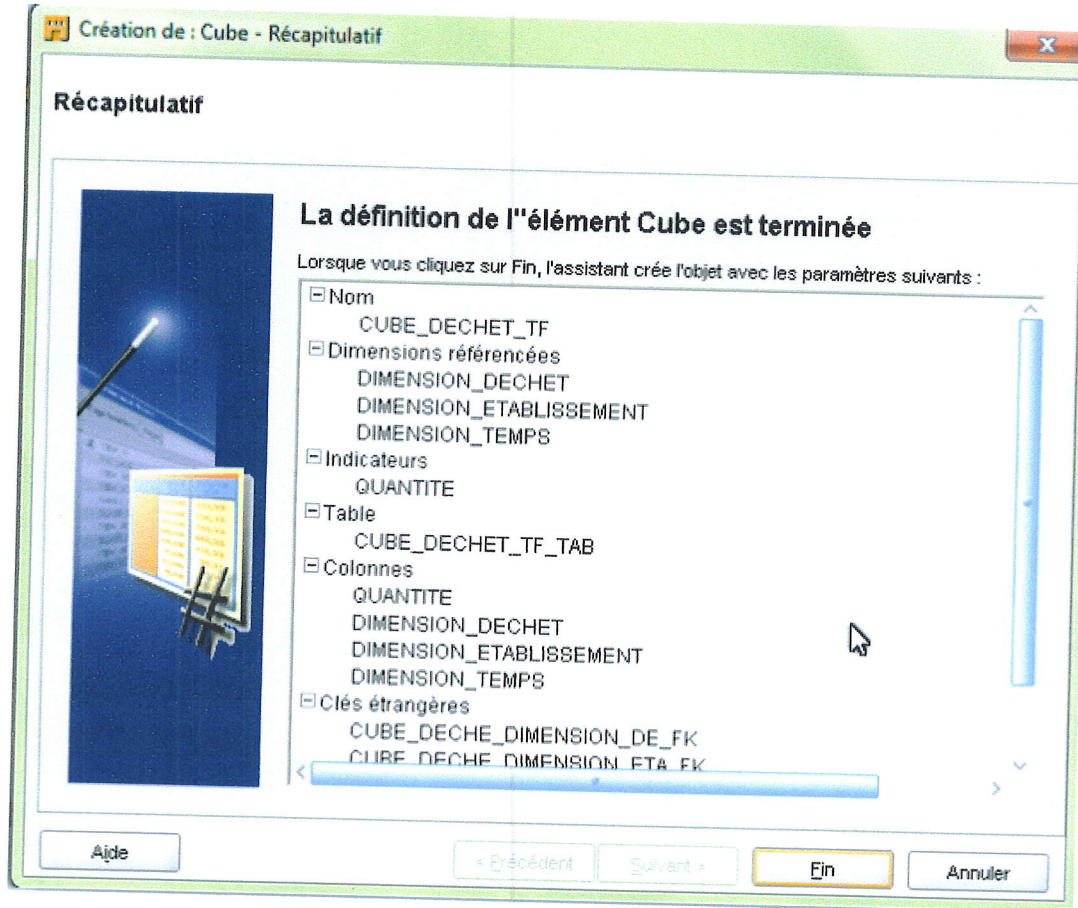 Création de : Cube - Récapitulatif
x
Récapitulatif
La définition de l''élément Cube est terminée
Lorsque vous cliquez sur Fin, l'assistant crée l'objet avec les paramètres suivants :
Nom
CUBE_DECHET_TF
Dimensions référencées
DIMENSION_DECHET
DIMENSION_ETABLISSEMENT
DIMENSION_TEMPS
Indicateurs
QUANTITE
Table
CUBE_DECHET_TF_TAB
Colonnes
QUANTITE
DIMENSION_DECHET
DIMENSION_ETABLISSEMENT
DIMENSION_TEMPS
Clés étrangères
CUBE_DECHE_DIMENSION_DE_FK
CUBE_DECHE_DIMENSION_ETA_FK
Aide
< Précédent
Suivant >
Fin
Annuler